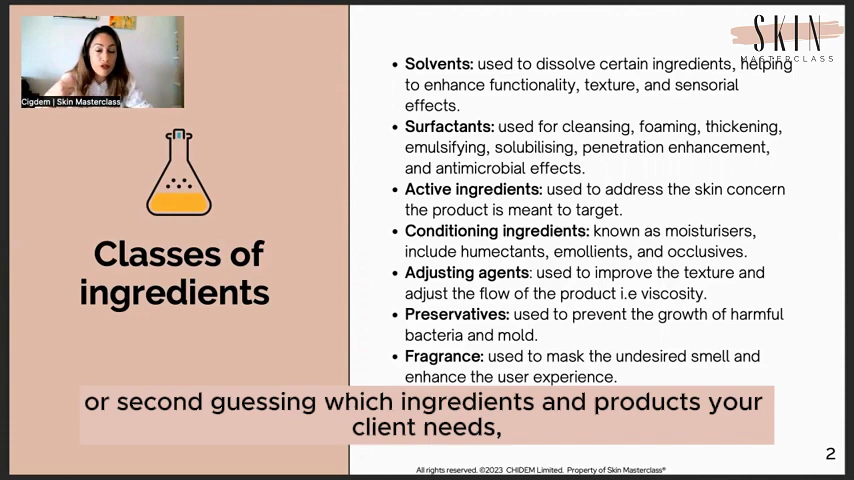 SKIN
MASTERCLASS
Cigdem | Skin Masterclass
Classes of
ingredients
• Solvents: used to dissolve certain ingredients, helping
to enhance functionality, texture, and sensorial
effects.
• Surfactants: used for cleansing, foaming, thickening,
emulsifying, solubilising, penetration enhancement,
and antimicrobial effects.
• Active ingredients: used to address the skin concern
the product is meant to target.
• Conditioning ingredients: known as moisturisers,
include humectants, emollients, and occlusives.
• Adjusting agents: used to improve the texture and
adjust the flow of the product i.e viscosity.
• Preservatives: used to prevent the growth of harmful
bacteria and mold.
• Fragrance: used to mask the undesired smell and
enhance the user experience.
or second guessing which ingredients and products your
client needs,
2
All rights reserved, ©2023 CHIDEM Limited. Property of Skin Masterclass®